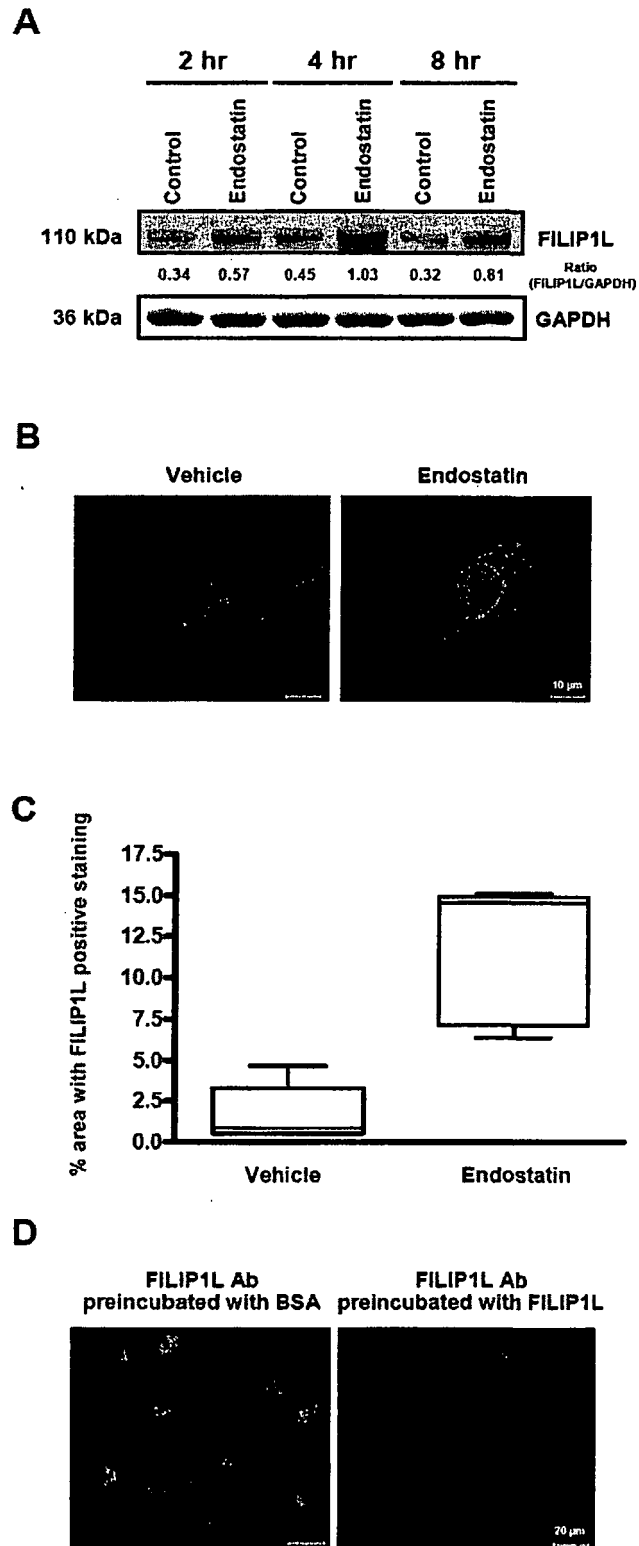 A
2 hr 4 hr 8 hr
Control Endostatin Control Endostatin Control Endostatin
110 kDa FILIP1L
0.34 0.57 0.45 1.03 0.32 0.81 Ratio
(FILIP1L/GAPDH)
36 kDa GAPDH
B
Vehicle Endostatin
10 µm
C
% area with FILIP1L positive staining
17.5
15.0
12.5
10.0
7.5
5.0
2.5
0.0
Vehicle Endostatin
D
FILIP1L Ab FILIP1L Ab
preincubated with BSA preincubated with FILIP1L
20 µm